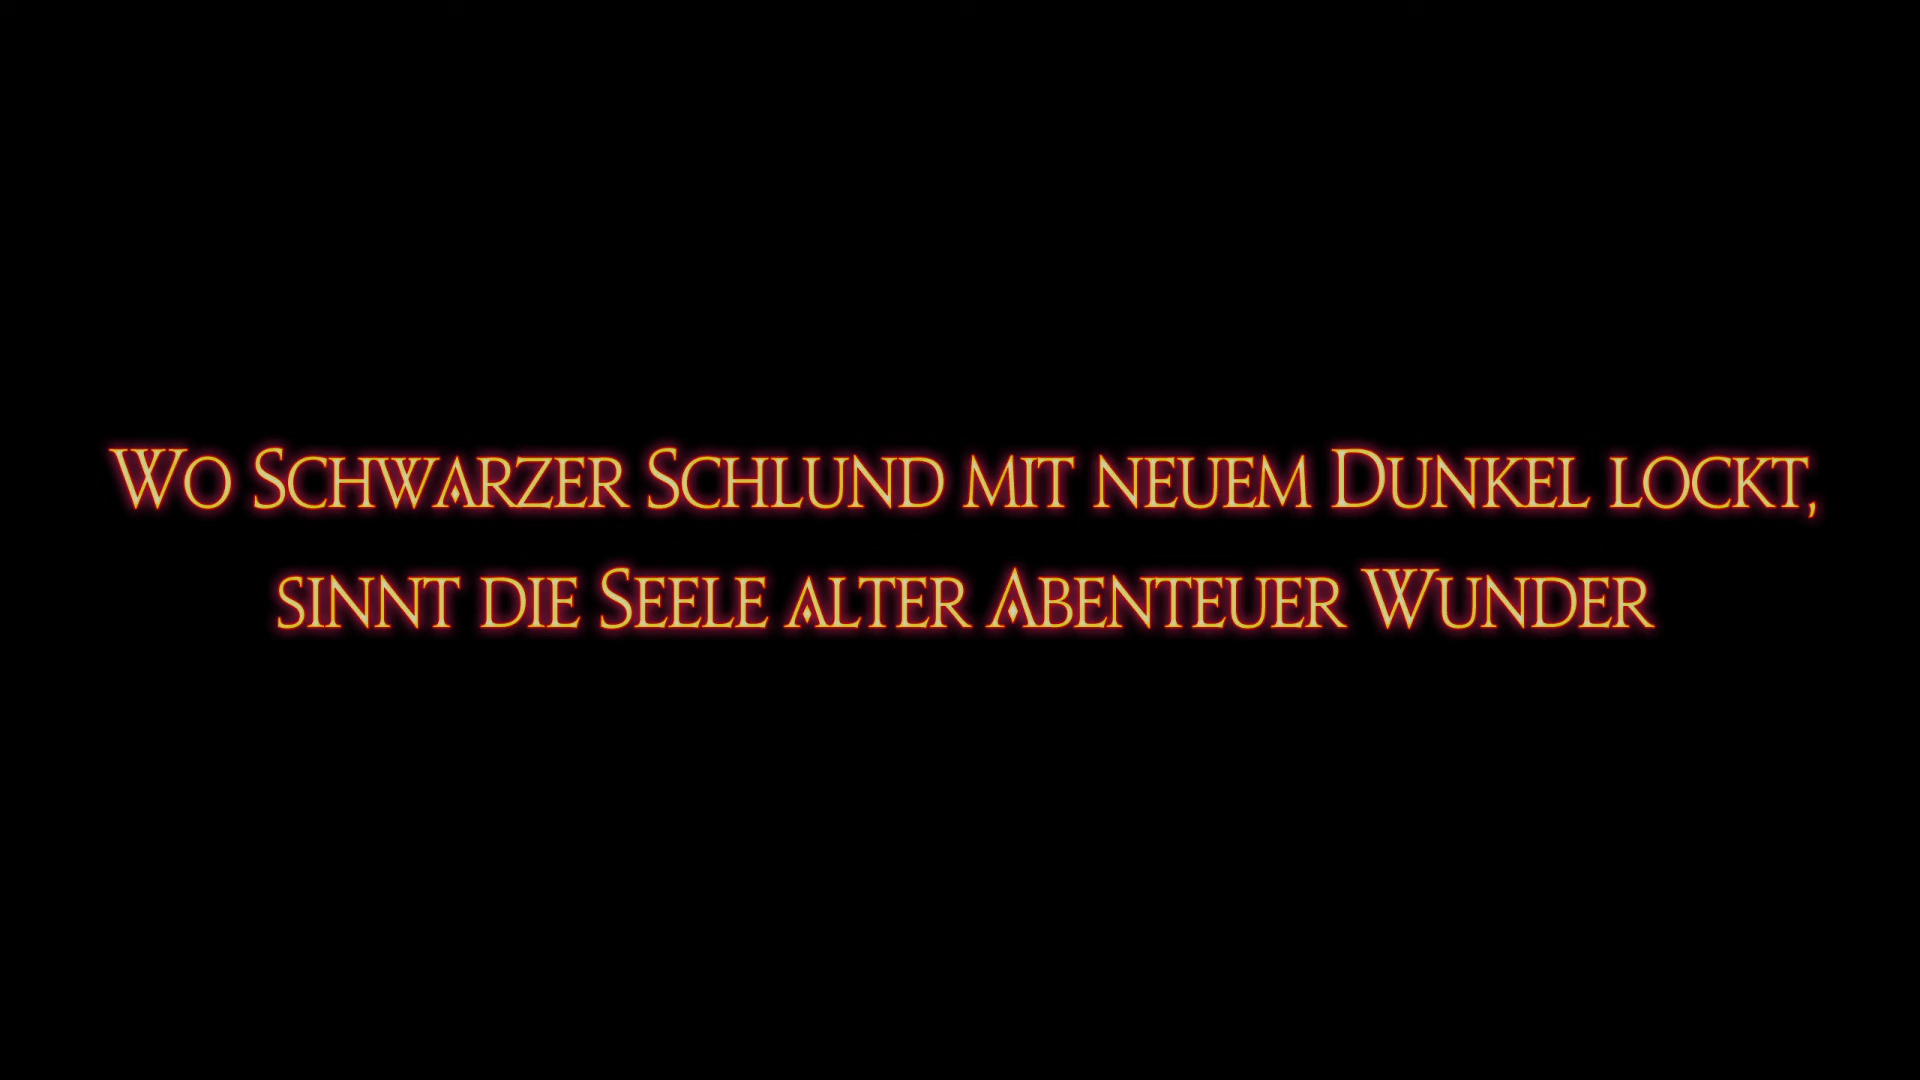 Wo Schwarzer Schlund mit neuem Dunkel lockt,
sinnt die Seele alter Abenteuer Wunder